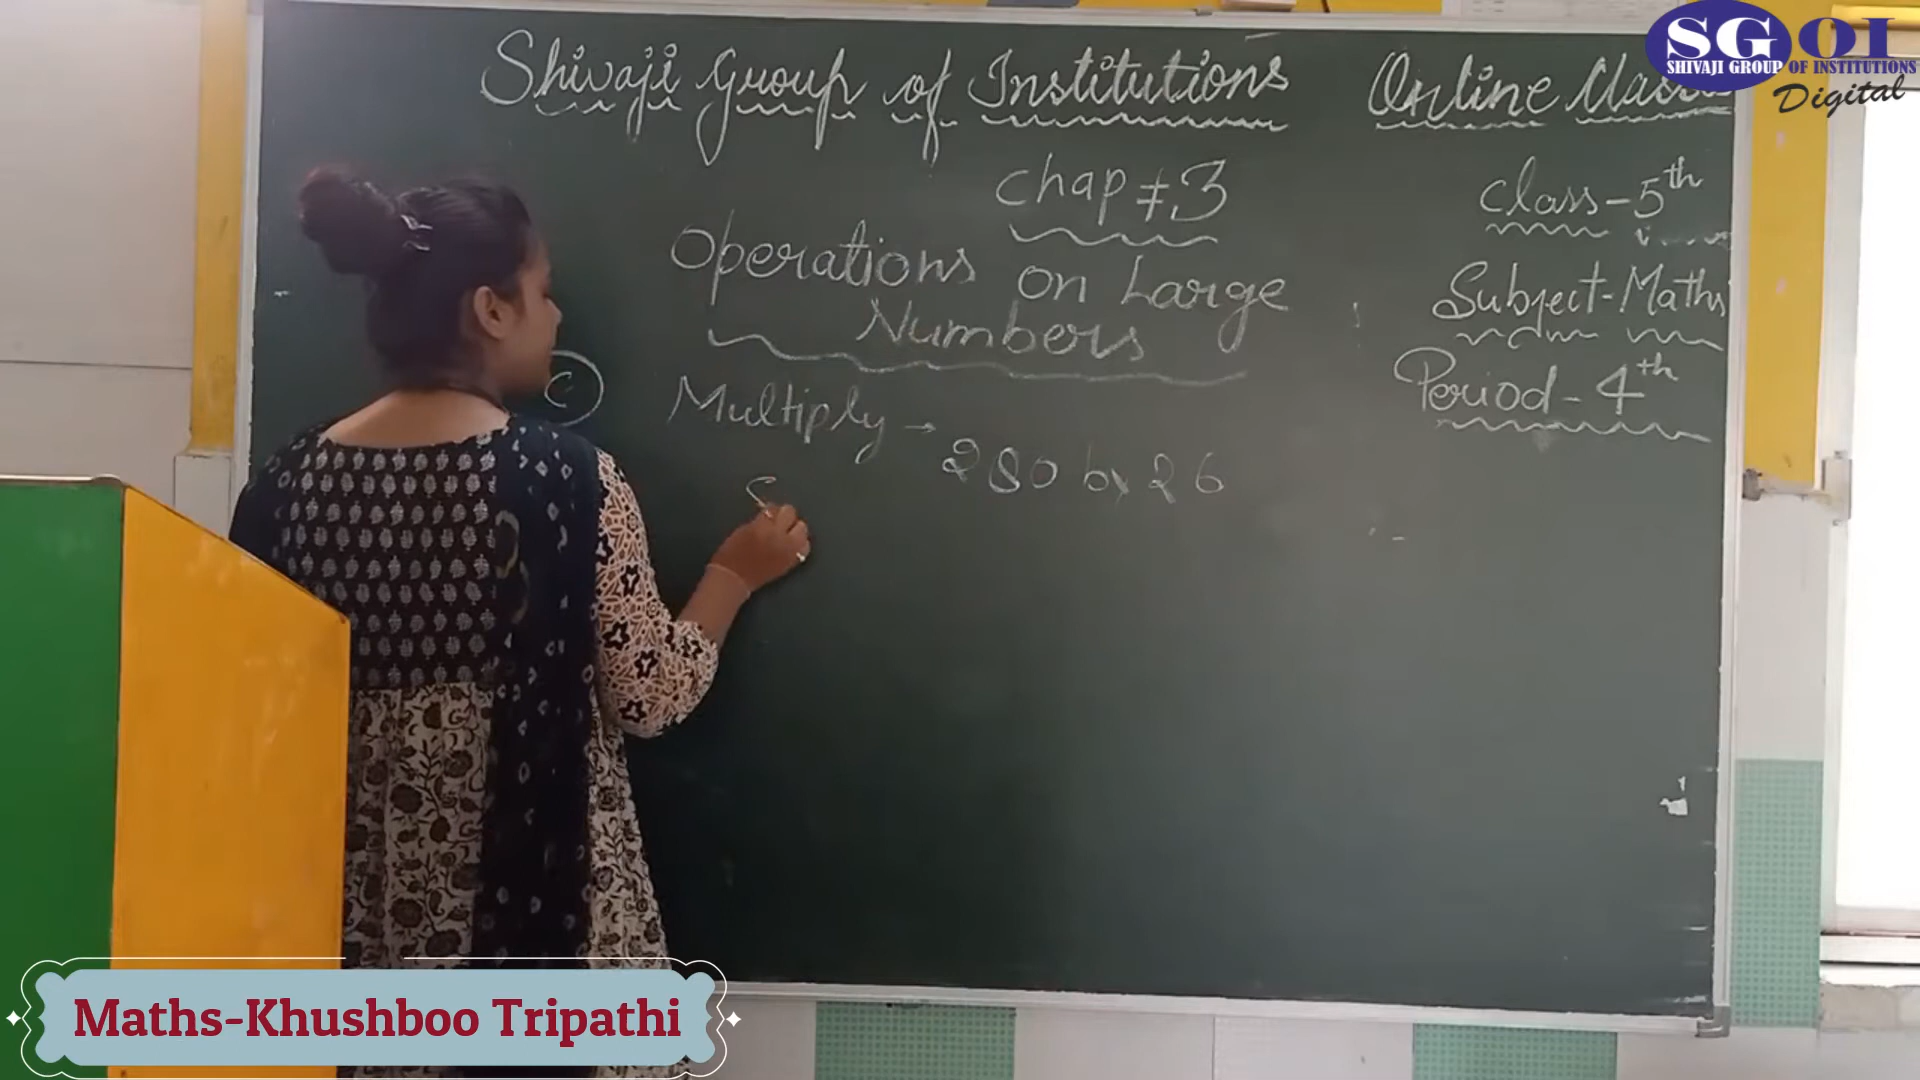 Shivaji Group of Institutions
Online
SGOI
SHIVAJI GROUP OF INSTITUTIONS
Digital
Chap ≠ 3
Class - 5th
Operations on Large
Numbers
Subject - Maths
Period - 4th
C
Multiply →
280 by 26
S
Maths-Khushboo Tripathi